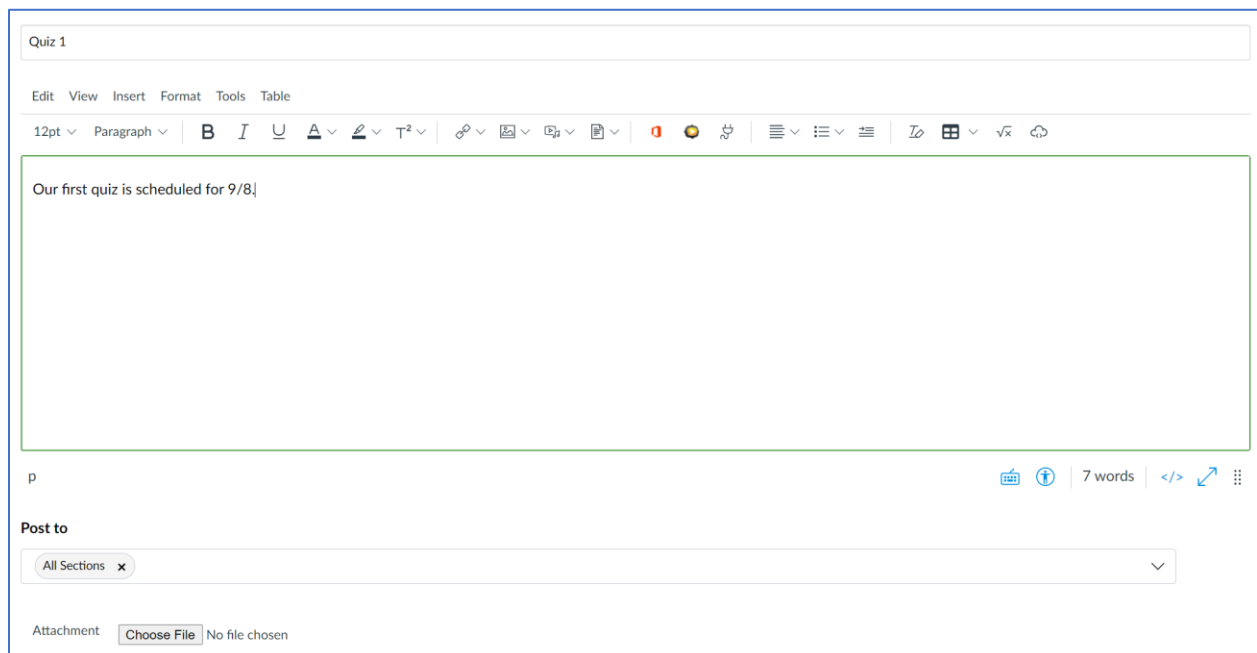 Quiz 1
Edit View Insert Format Tools Table
12pt Paragraph B I U A T²
Our first quiz is scheduled for 9/8.
p 7 words </>
Post to
All Sections x
Attachment Choose File No file chosen